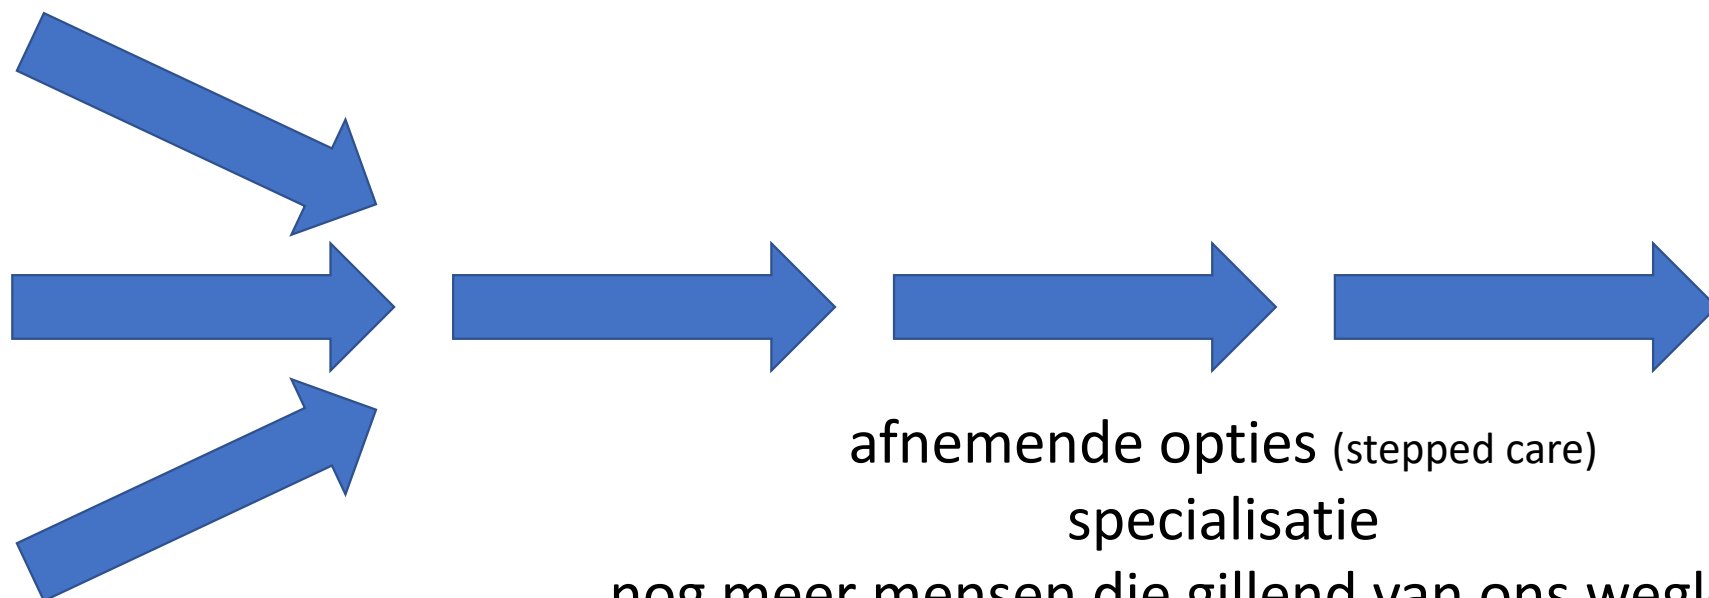 afnemende opties (stepped care)
specialisatie
nog meer mensen die gillend van ons